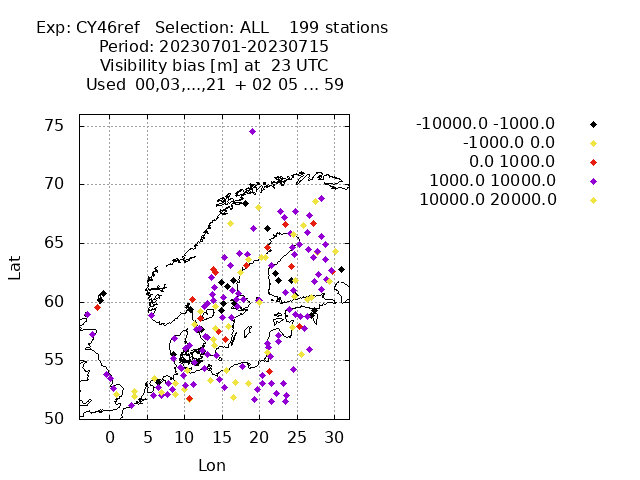 Exp: CY46ref   Selection: ALL    199 stations
Period: 20230701-20230715
Visibility bias [m] at  23 UTC
Used  00,03,...,21  + 02 05 ... 59
-10000.0 -1000.0
-1000.0 0.0
0.0 1000.0
1000.0 10000.0
10000.0 20000.0
75
70
65
60
55
50
Lat
0 5 10 15 20 25 30
Lon